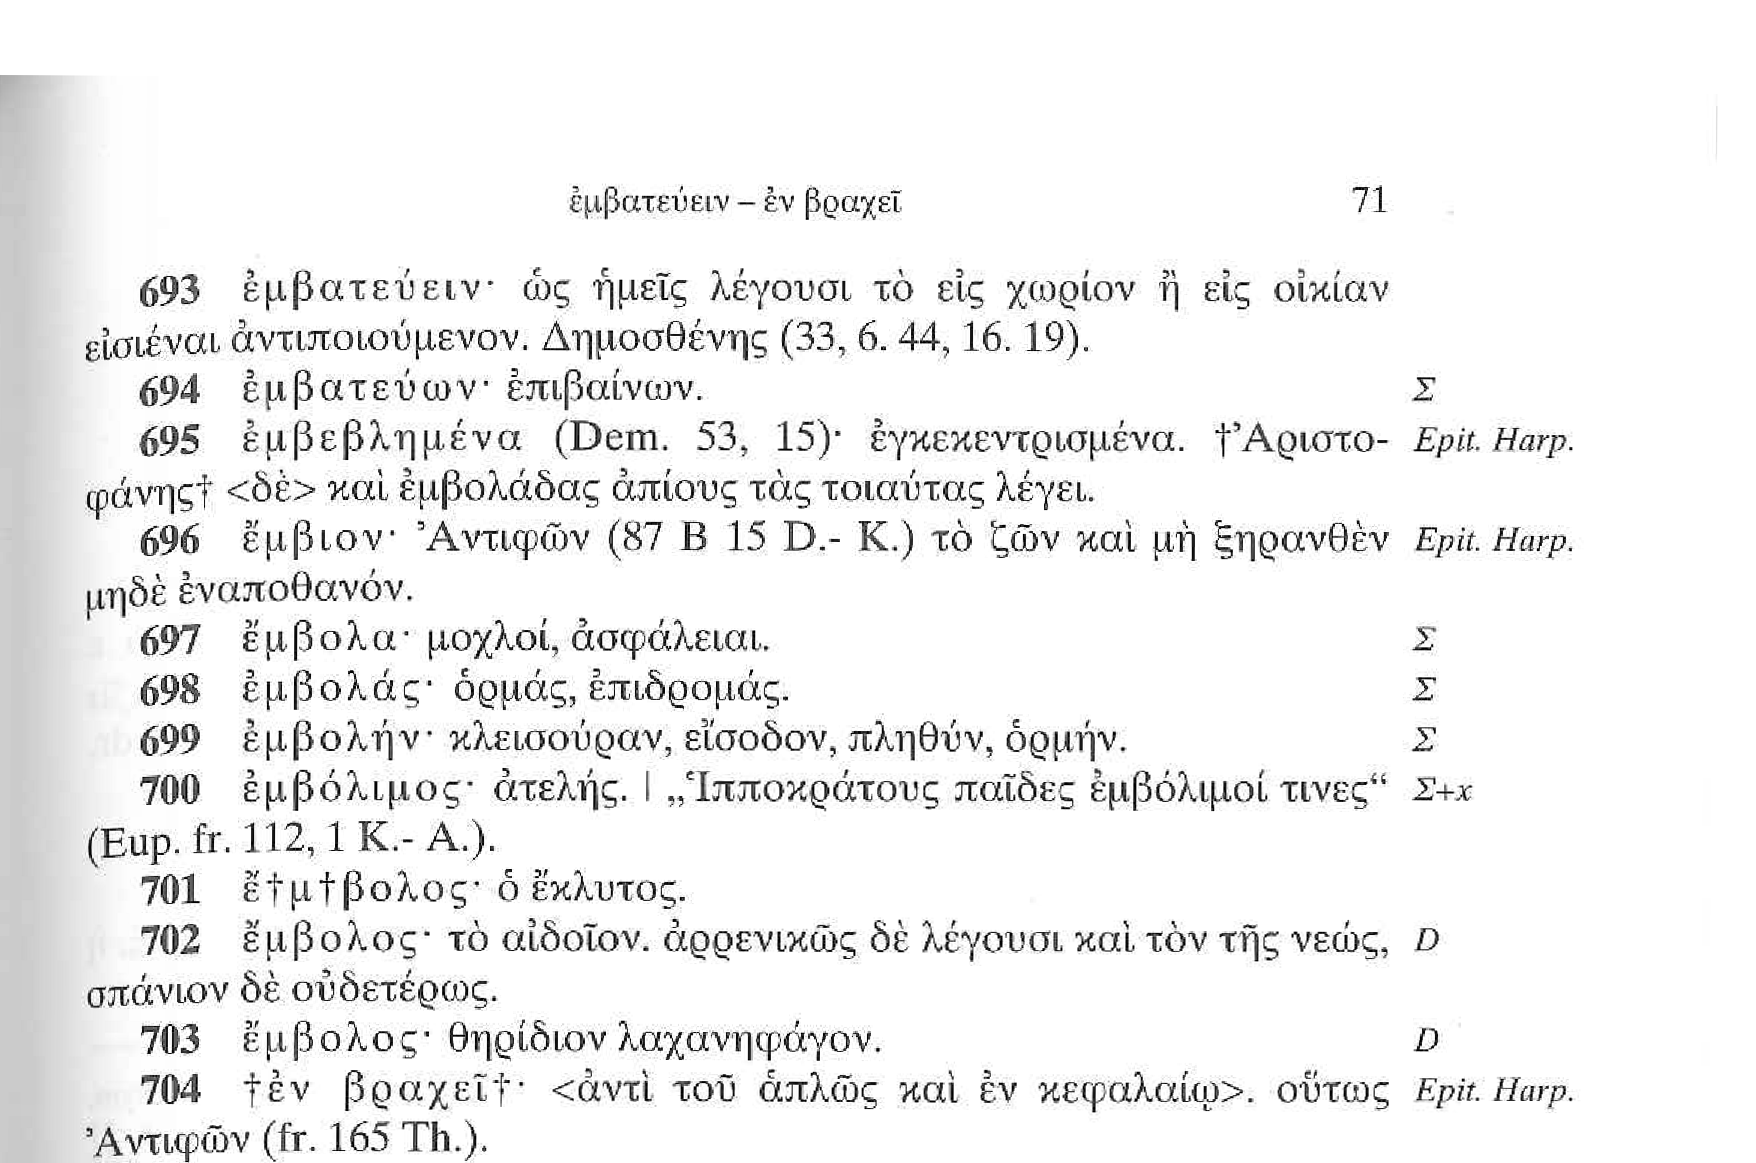 ἐμβατεύειν – ἐν βραχεῖ 71
693 ἐμβατεύειν· ὡς ἡμεῖς λέγουσι τὸ εἰς χωρίον ἢ εἰς οἰκίαν
εἰσιέναι ἀντιποιούμενον. Δημοσθένης (33, 6. 44, 16. 19).
694 ἐμβατεύων· ἐπιβαίνων. Σ
695 ἐμβεβλημένα (Dem. 53, 15)· ἐγκεκεντρισμένα. †Ἀριστο- Epit. Harp.
φάνης† <δὲ> καὶ ἐμβολάδας ἀπίους τὰς τοιαύτας λέγει.
696 ἔμβιον· Ἀντιφῶν (87 B 15 D.- K.) τὸ ζῶν καὶ μὴ ξηρανθὲν Epit. Harp.
μηδὲ ἐναποθανόν.
697 ἔμβολα· μοχλοί, ἀσφάλειαι. Σ
698 ἐμβολάς· ὁρμάς, ἐπιδρομάς. Σ
699 ἐμβολήν· κλεισούραν, εἴσοδον, πληθύν, ὁρμήν. Σ
700 ἐμβόλιμος· ἀτελής. | „Ἱπποκράτους παῖδες ἐμβόλιμοί τινες“ Σ+x
(Eup. fr. 112, 1 K.- A.).
701 ἔ†μ†βολος· ὁ ἔκλυτος.
702 ἔμβολος· τὸ αἰδοῖον. ἀρρενικῶς δὲ λέγουσι καὶ τὸν τῆς νεώς, D
σπάνιον δὲ οὐδετέρως.
703 ἔμβολος· θηρίδιον λαχανηφάγον. D
704 †ἐν βραχεῖ†· <ἀντὶ τοῦ ἁπλῶς καὶ ἐν κεφαλαίῳ>. οὕτως Epit. Harp.
Ἀντιφῶν (fr. 165 Th.).